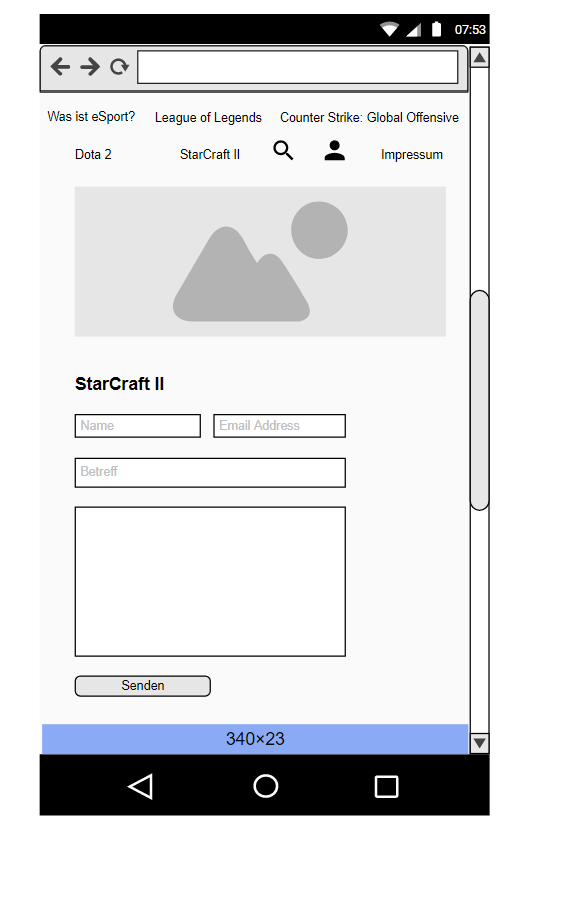 07:53
Was ist eSport? League of Legends Counter Strike: Global Offensive
Dota 2 StarCraft II Impressum
StarCraft II
Name Email Address
Betreff
Senden
340×23